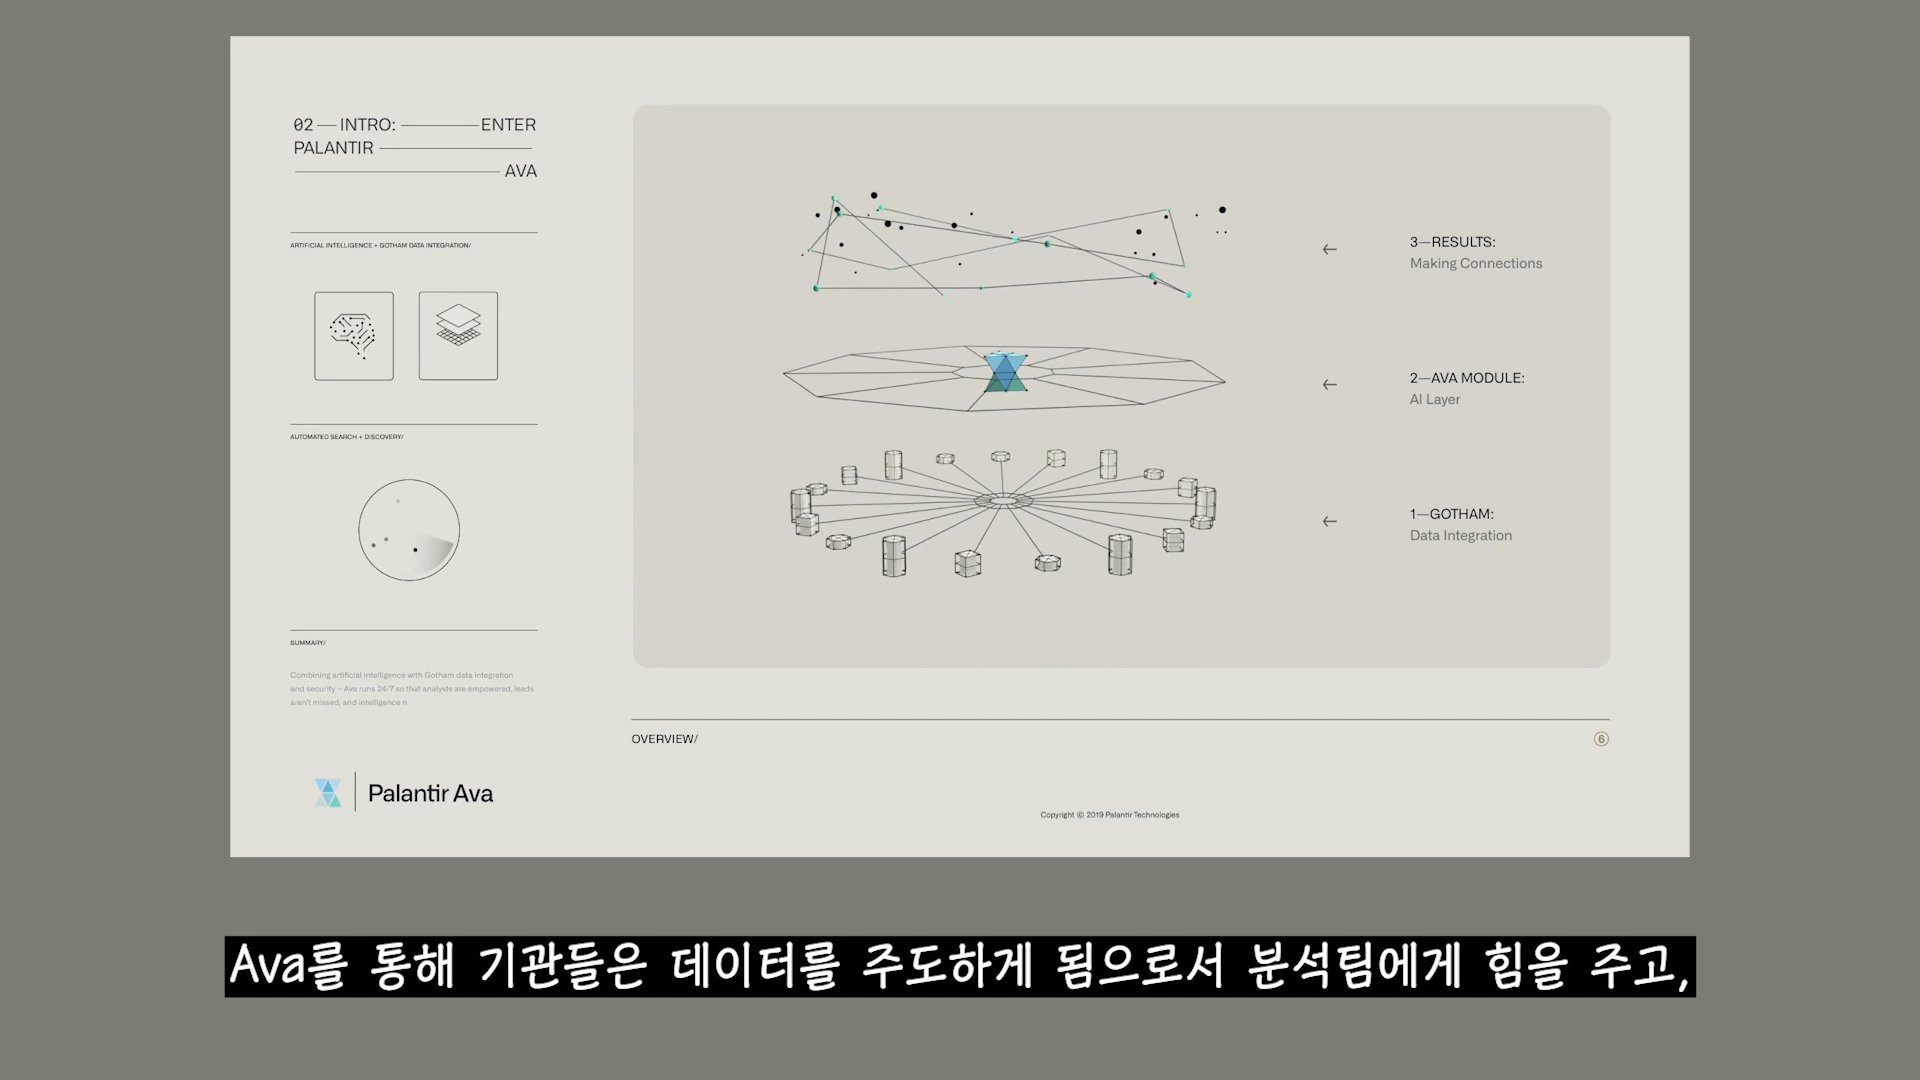 02 — INTRO: ——— ENTER
PALANTIR ———
——— AVA
ARTIFICIAL INTELLIGENCE + GOTHAM DATA INTEGRATION/
AUTOMATED SEARCH + DISCOVERY/
SUMMARY/
Combining artificial intelligence with Gotham data integration
and security – Ava runs 24/7 so that analysts are empowered, leads
aren't missed, and intelligence n
Palantir Ava
3—RESULTS:
Making Connections
2—AVA MODULE:
AI Layer
1—GOTHAM:
Data Integration
OVERVIEW/
6
Copyright © 2019 Palantir Technologies
Ava를 통해 기관들은 데이터를 주도하게 됨으로서 분석팀에게 힘을 주고,